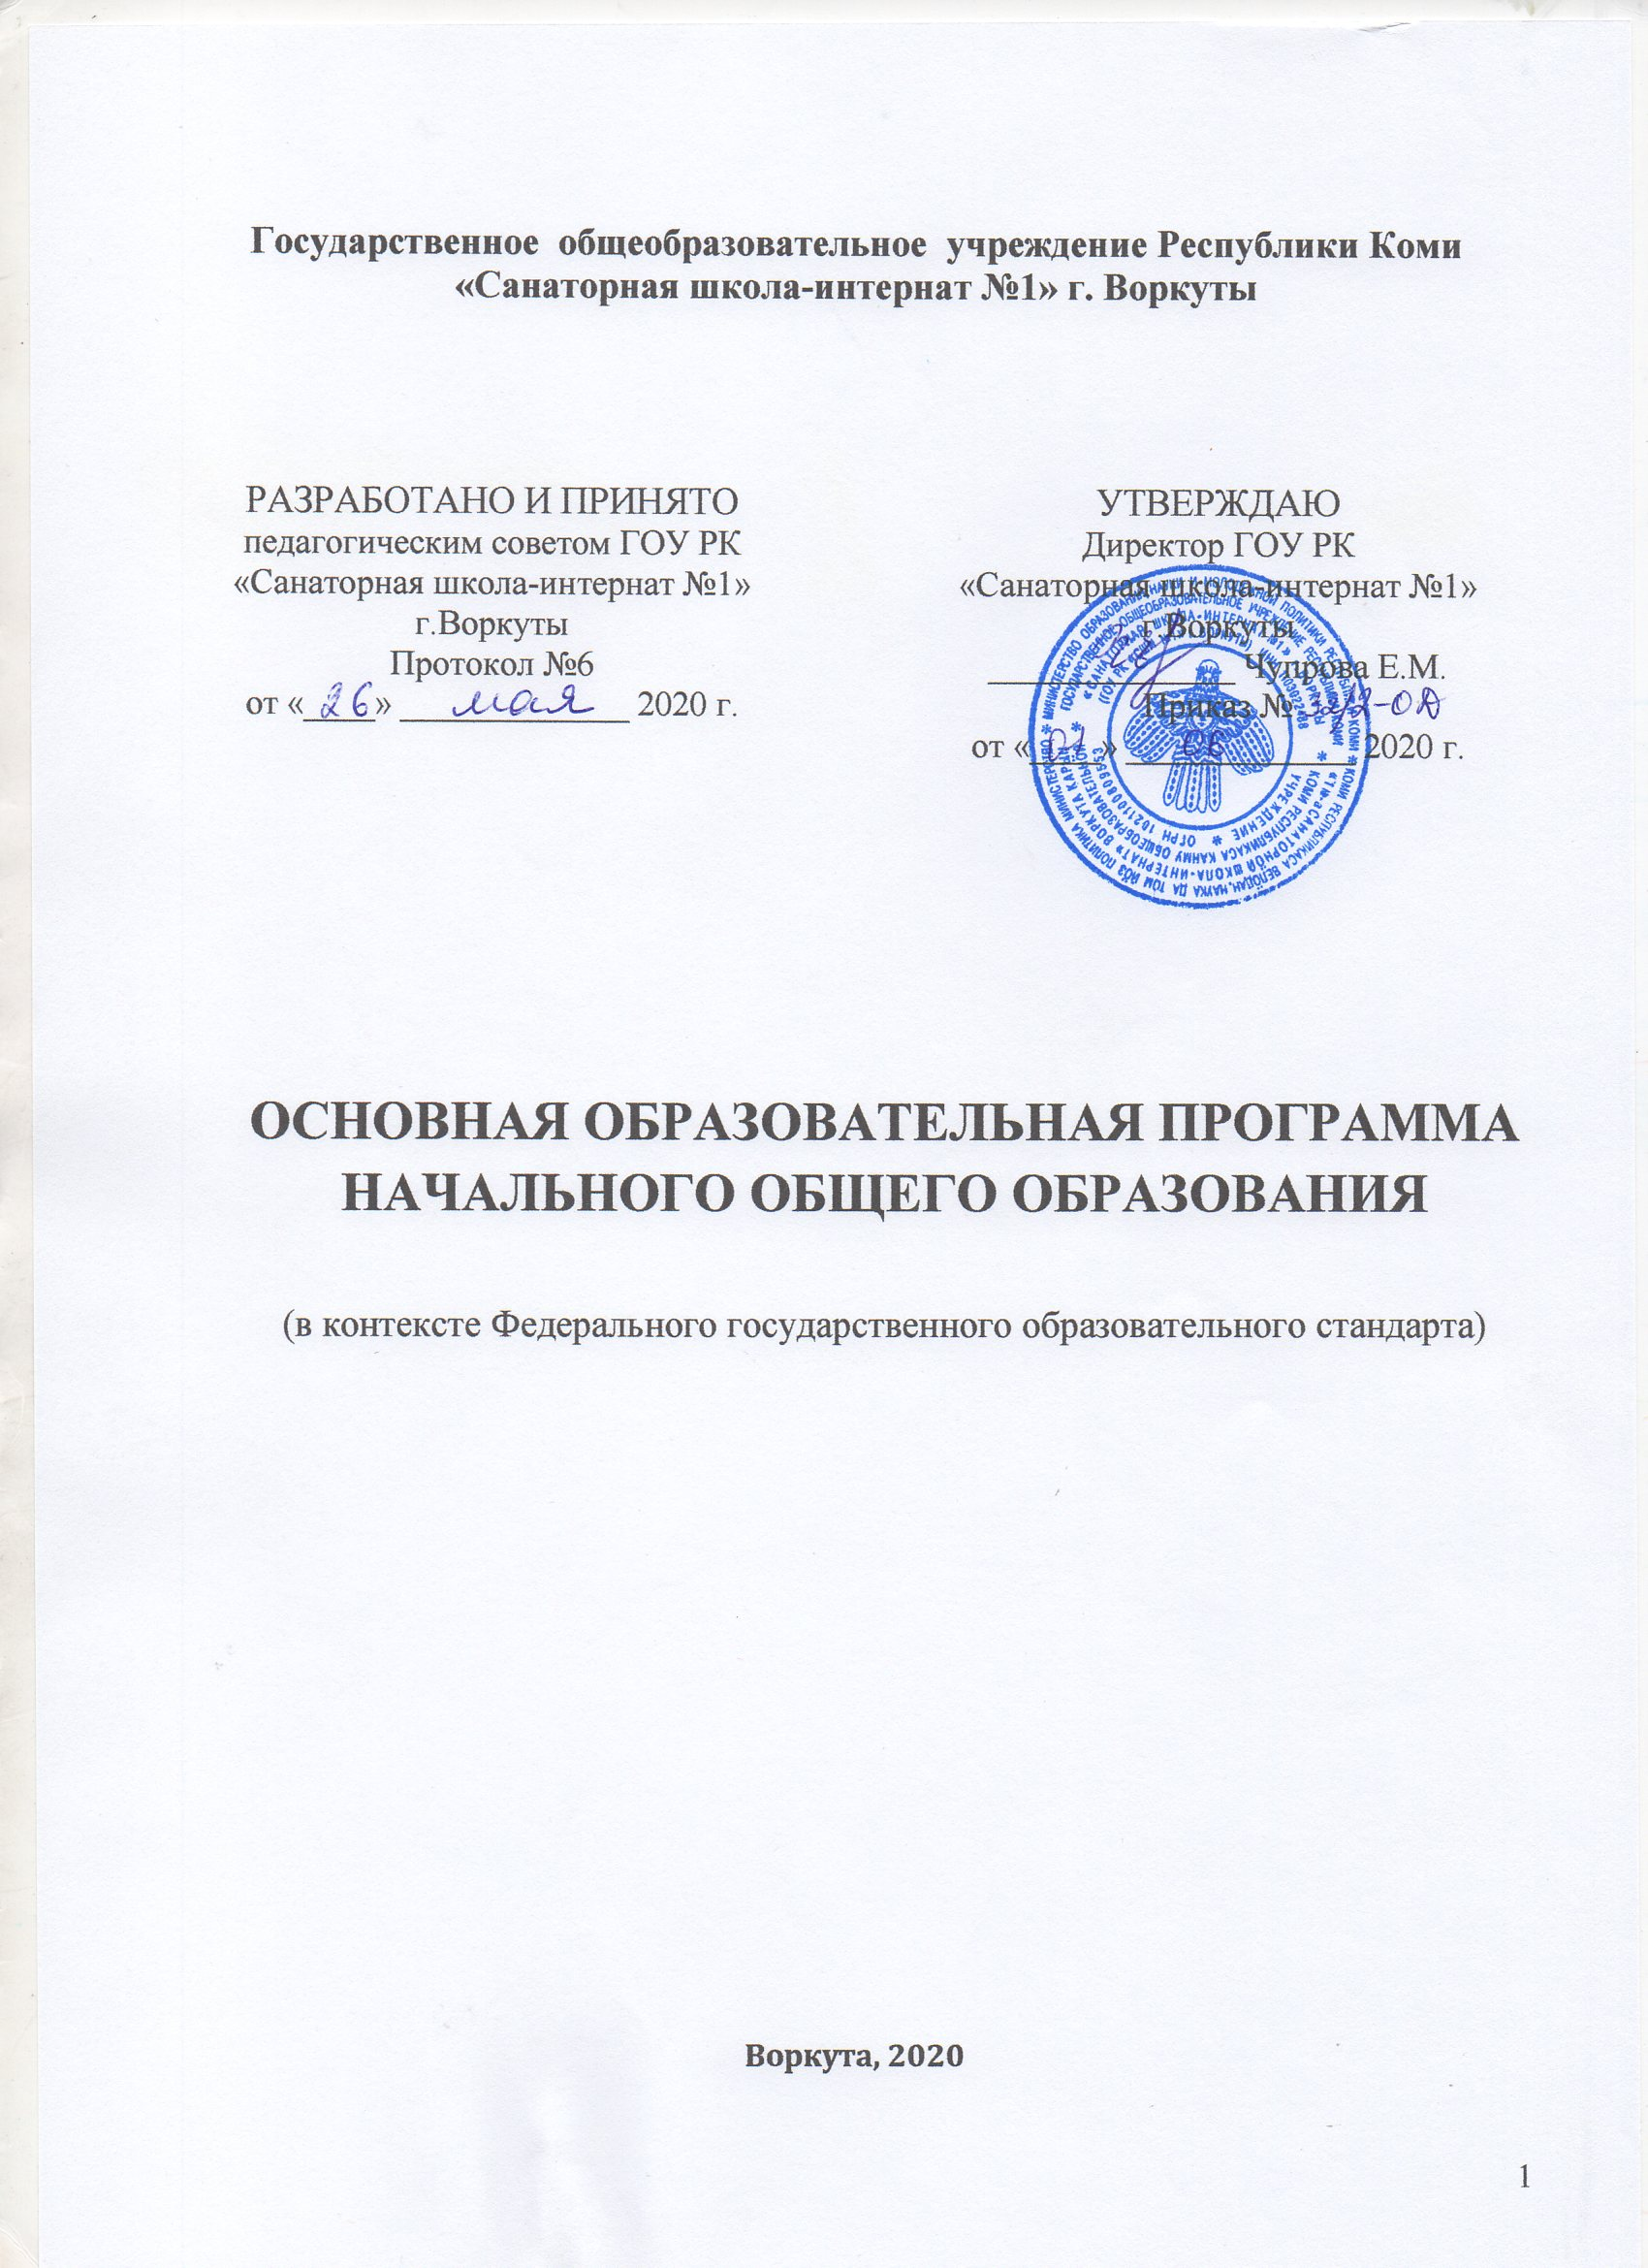 Государственное общеобразовательное учреждение Республики Коми
«Санаторная школа-интернат №1» г. Воркуты
РАЗРАБОТАНО И ПРИНЯТО
педагогическим советом ГОУ РК
«Санаторная школа-интернат №1»
г.Воркуты
Протокол №6
от «26» мая 2020 г.
УТВЕРЖДАЮ
Директор ГОУ РК
«Санаторная школа-интернат №1»
г.Воркуты
Чупрова Е.М.
Приказ №
от «01» 06 2020 г.
ОСНОВНАЯ ОБРАЗОВАТЕЛЬНАЯ ПРОГРАММА
НАЧАЛЬНОГО ОБЩЕГО ОБРАЗОВАНИЯ
(в контексте Федерального государственного образовательного стандарта)
Воркута, 2020
1